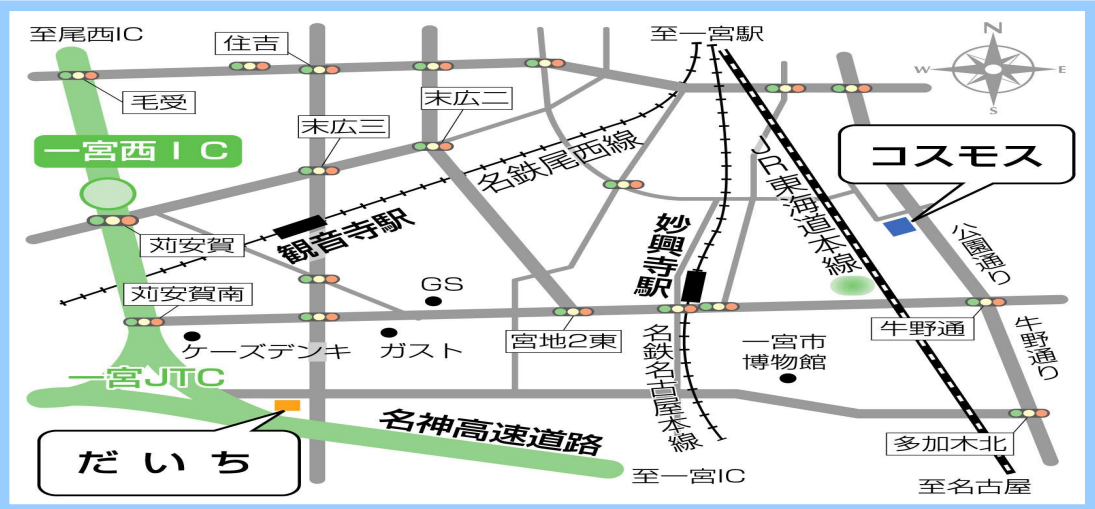 至尾西IC
住吉
至一宮駅
N
W
E
S
毛受
末広二
末広三
一宮西IC
名鉄尾西線
JR東海道本線
コスモス
苅安賀
観音寺駅
妙興寺駅
公園通り
苅安賀南
GS
ケーズデンキ
ガスト
宮地2東
名鉄名古屋本線
一宮市
博物館
牛野通
牛野通り
一宮JTC
名神高速道路
だいち
多加木北
至一宮IC
至名古屋